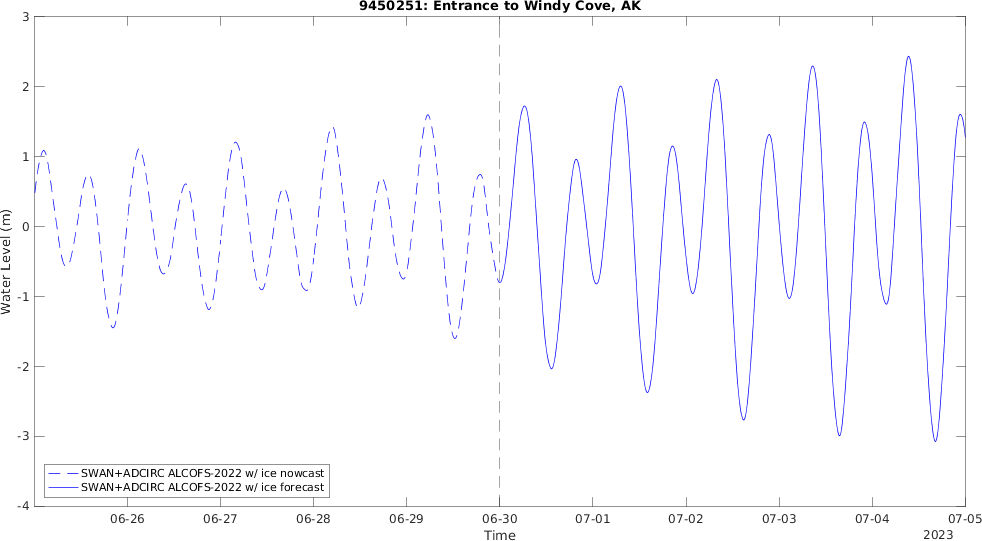 9450251: Entrance to Windy Cove, AK
3
2
1
0
-1
-2
-3
-4
Water Level (m)
SWAN+ADCIRC ALCOFS-2022 w/ ice nowcast
SWAN+ADCIRC ALCOFS-2022 w/ ice forecast
06-26 06-27 06-28 06-29 06-30 07-01 07-02 07-03 07-04 07-05
Time
2023